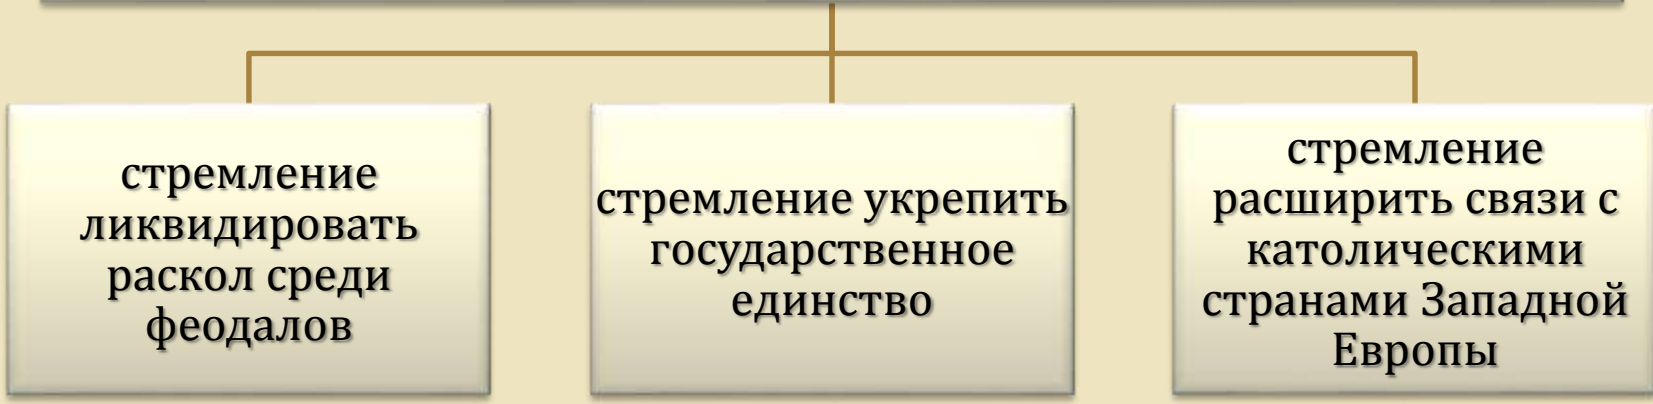 стремление
ликвидировать
раскол среди
феодалов
стремление укрепить
государственное
единство
стремление
расширить связи с
католическими
странами Западной
Европы